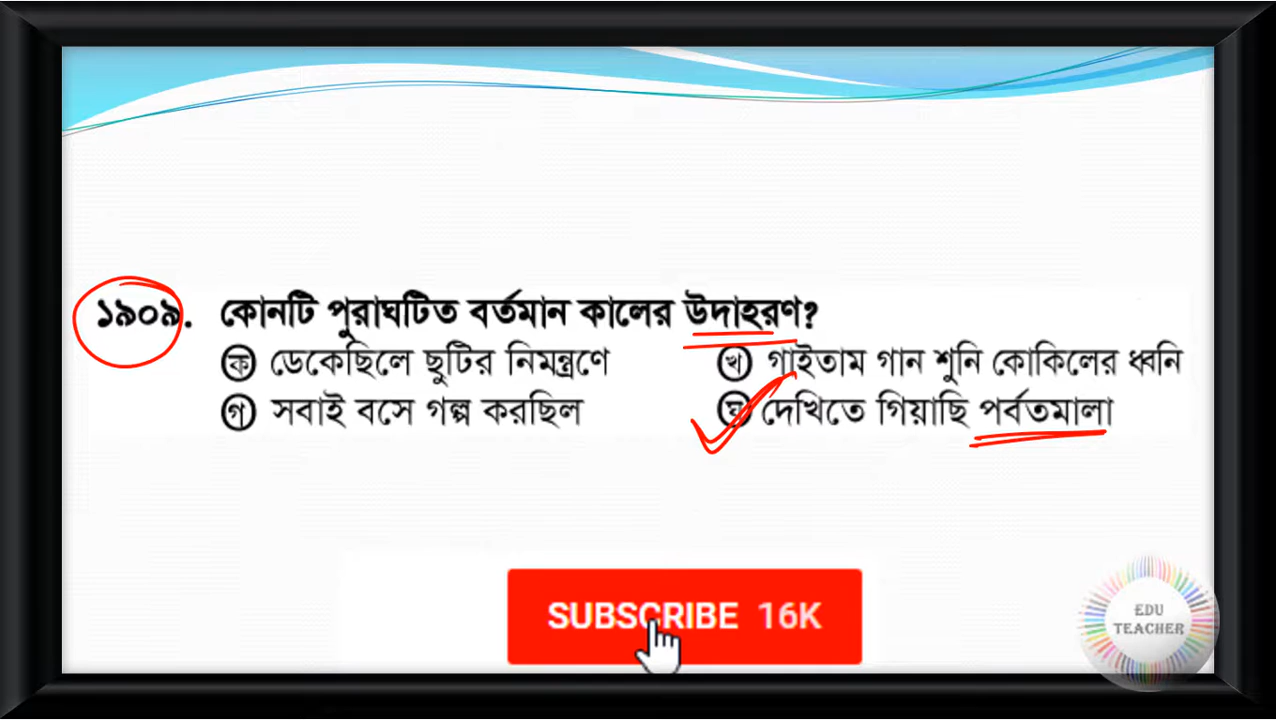 ১৯০৯. কোনটি পুরাঘটিত বর্তমান কালের উদাহরণ?
ক ডেকেছিলে ছুটির নিমন্ত্রণে খ গাইতাম গান শুনি কোকিলের ধ্বনি
গ সবাই বসে গল্প করছিল ঘ দেখিতে গিয়াছি পর্বতমালা
SUBSCRIBE 16K
EDU
TEACHER